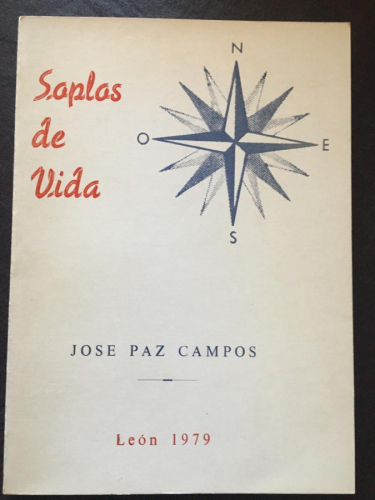 Soplos
de
Vida
N
O
E
S
JOSE PAZ CAMPOS
León 1979